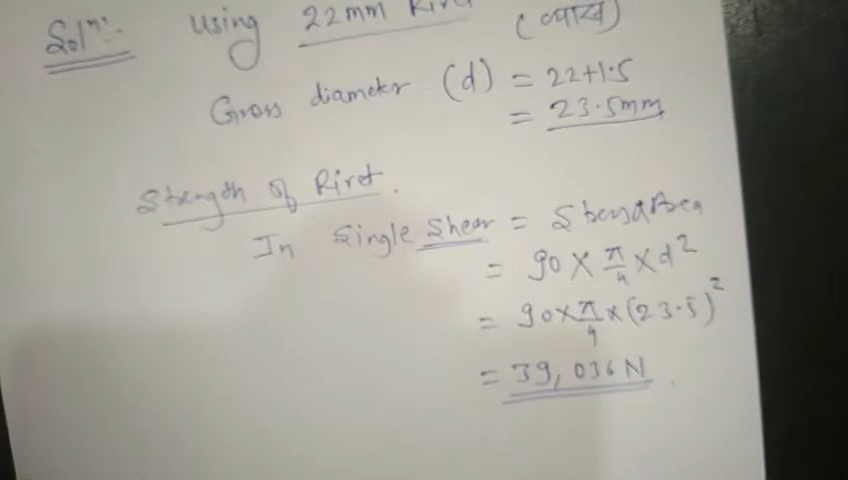 Solⁿ:- Using 22mm Rivet (व्यास)
Gross diameter (d) = 22+1.5
= 23.5mm
Strength of Rivet.
In Single Shear = Area
= 90 × π/4 × d²
= 90×π/4×(23.5)²
= 39,036 N